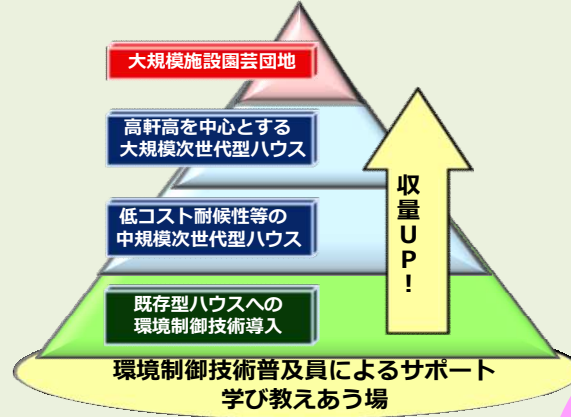 大規模施設園芸団地
高軒高を中心とする
大規模次世代型ハウス
低コスト耐候性等の
中規模次世代型ハウス
既存型ハウスへの
環境制御技術導入
収量UP!
環境制御技術普及員によるサポート
学び教えあう場